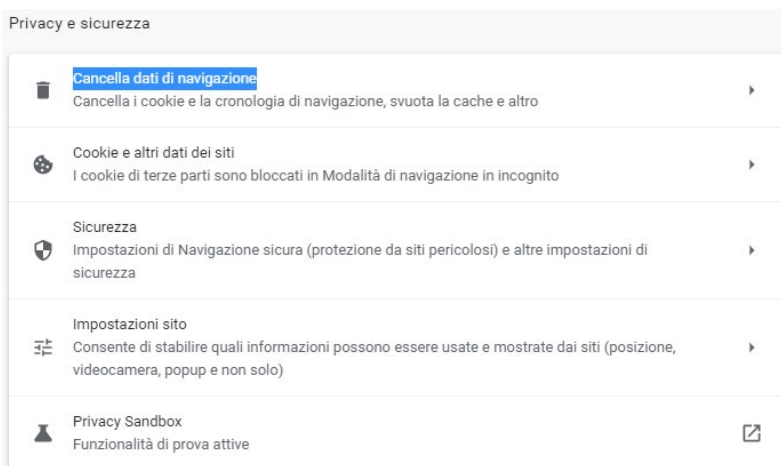 Privacy e sicurezza
Cancella dati di navigazione
Cancella i cookie e la cronologia di navigazione, svuota la cache e altro
Cookie e altri dati dei siti
I cookie di terze parti sono bloccati in Modalità di navigazione in incognito
Sicurezza
Impostazioni di Navigazione sicura (protezione da siti pericolosi) e altre impostazioni di
sicurezza
Impostazioni sito
Consente di stabilire quali informazioni possono essere usate e mostrate dai siti (posizione,
videocamera, popup e non solo)
Privacy Sandbox
Funzionalità di prova attive